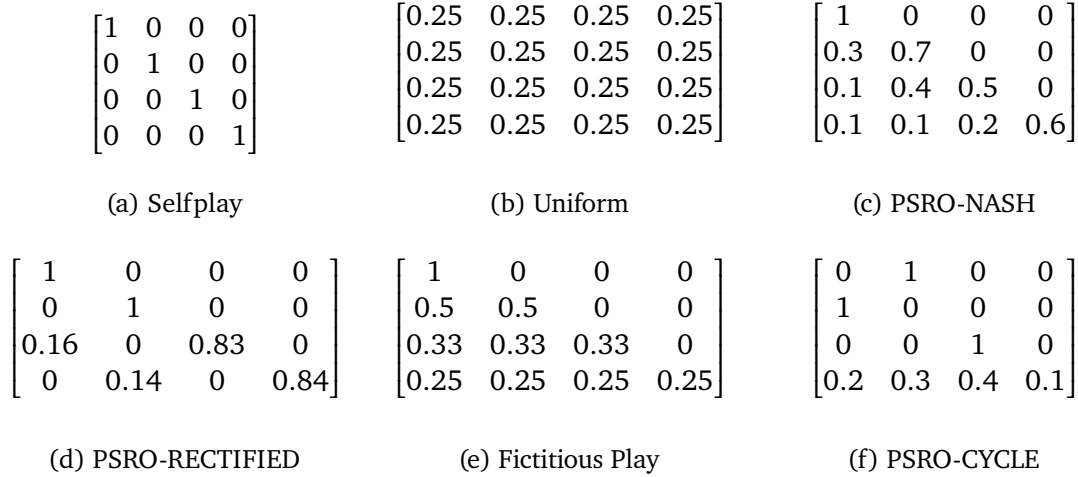 1 0 0 0
0 1 0 0
0 0 1 0
0 0 0 1
(a) Selfplay
0.25 0.25 0.25 0.25
0.25 0.25 0.25 0.25
0.25 0.25 0.25 0.25
0.25 0.25 0.25 0.25
(b) Uniform
1 0 0 0
0.3 0.7 0 0
0.1 0.4 0.5 0
0.1 0.1 0.2 0.6
(c) PSRO-NASH
1 0 0 0
0 1 0 0
0.16 0 0.83 0
0 0.14 0 0.84
(d) PSRO-RECTIFIED
1 0 0 0
0.5 0.5 0 0
0.33 0.33 0.33 0
0.25 0.25 0.25 0.25
(e) Fictitious Play
0 1 0 0
1 0 0 0
0 0 1 0
0.2 0.3 0.4 0.1
(f) PSRO-CYCLE